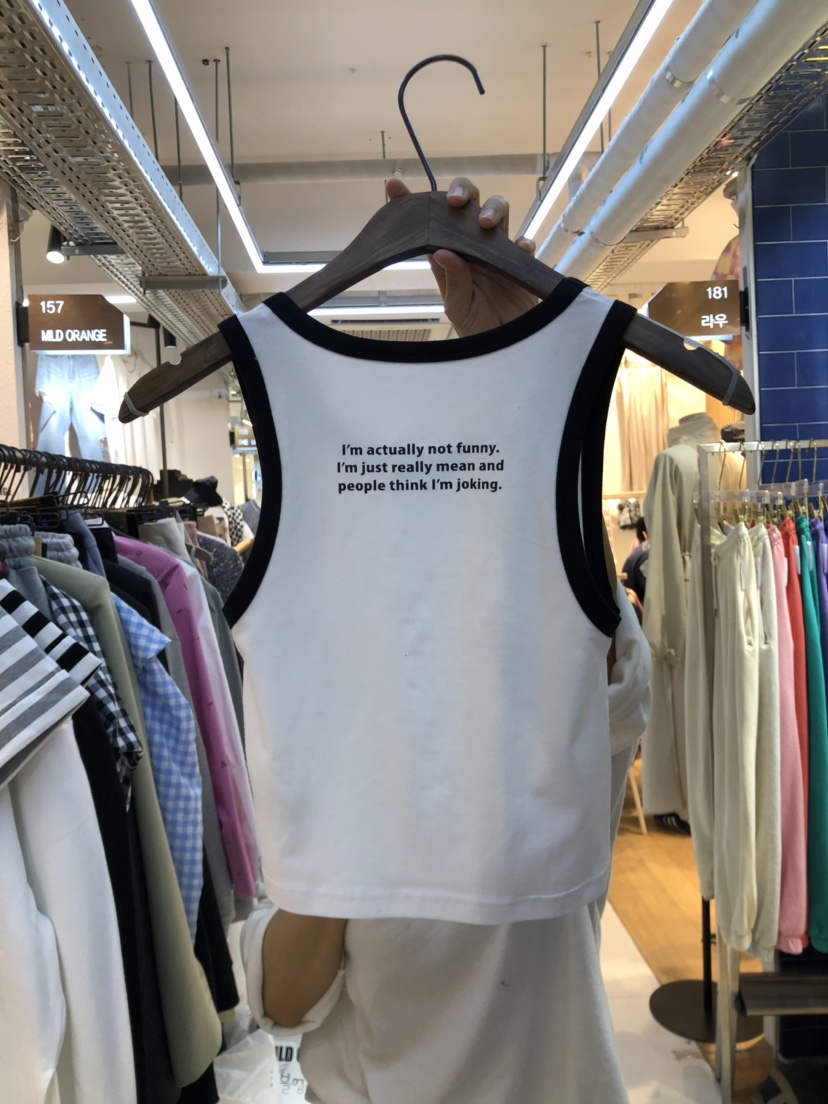 157
MILD ORANGE
181
라우
I'm actually not funny.
I'm just really mean and
people think I'm joking.